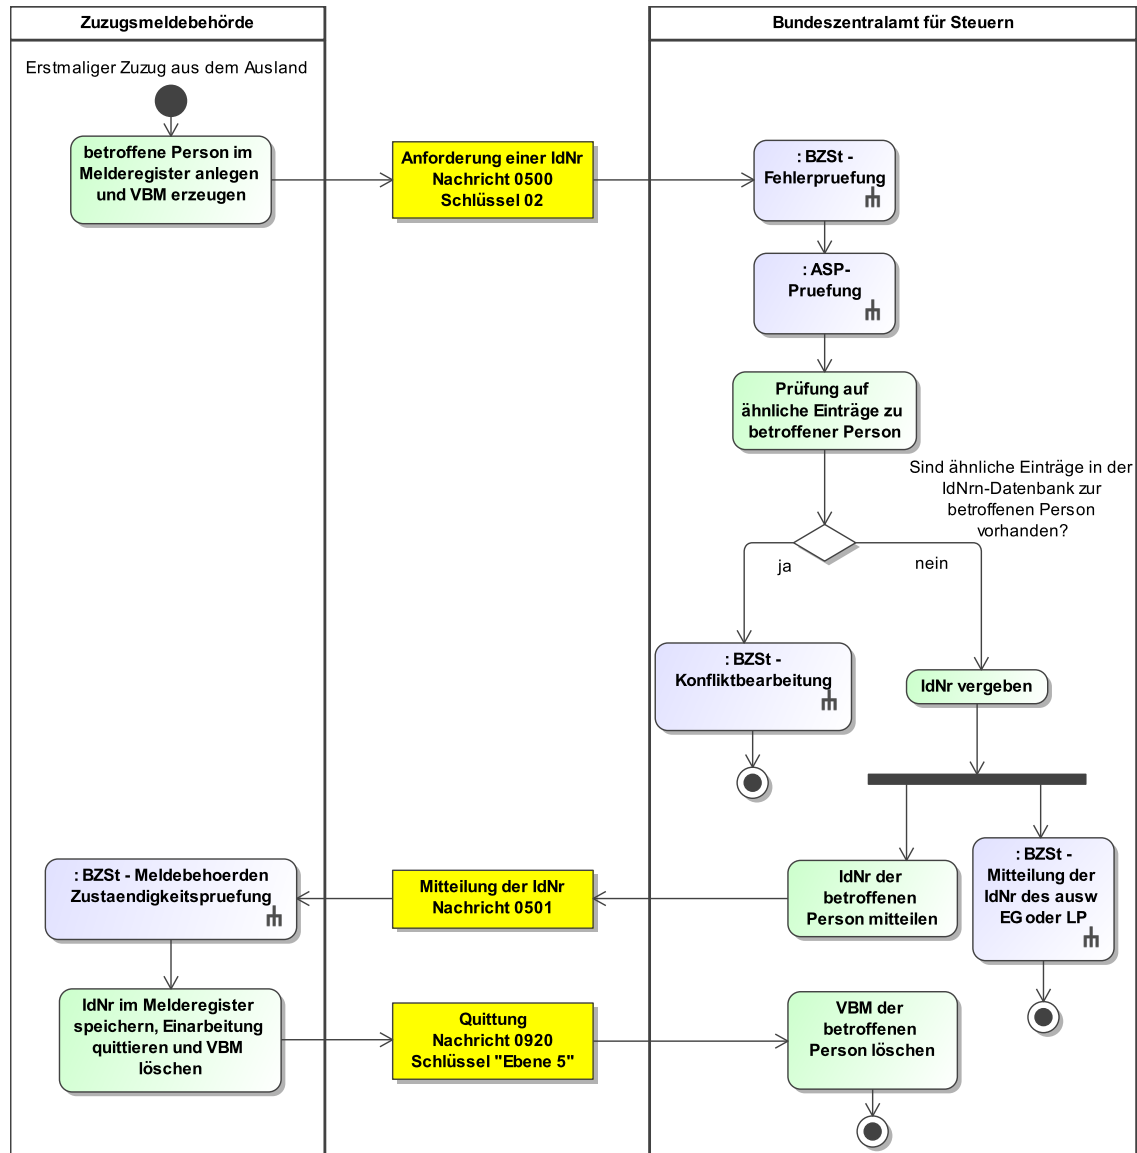 Zuzugsmeldebehörde
Bundeszentralamt für Steuern
Erstmaliger Zuzug aus dem Ausland
betroffene Person im
Melderegister anlegen
und VBM erzeugen
Anforderung einer IdNr
Nachricht 0500
Schlüssel 02
: BZSt -
Fehlerpruefung
: ASP-
Pruefung
Prüfung auf
ähnliche Einträge zu
betroffener Person
Sind ähnliche Einträge in der
IdNrn-Datenbank zur
betroffenen Person
vorhanden?
ja
nein
: BZSt -
Konfliktbearbeitung
IdNr vergeben
: BZSt - Meldebehoerden
Zustaendigkeitspruefung
Mitteilung der IdNr
Nachricht 0501
IdNr der
betroffenen
Person mitteilen
: BZSt -
Mitteilung der
IdNr des ausw
EG oder LP
IdNr im Melderegister
speichern, Einarbeitung
quittieren und VBM
löschen
Quittung
Nachricht 0920
Schlüssel "Ebene 5"
VBM der
betroffenen
Person löschen